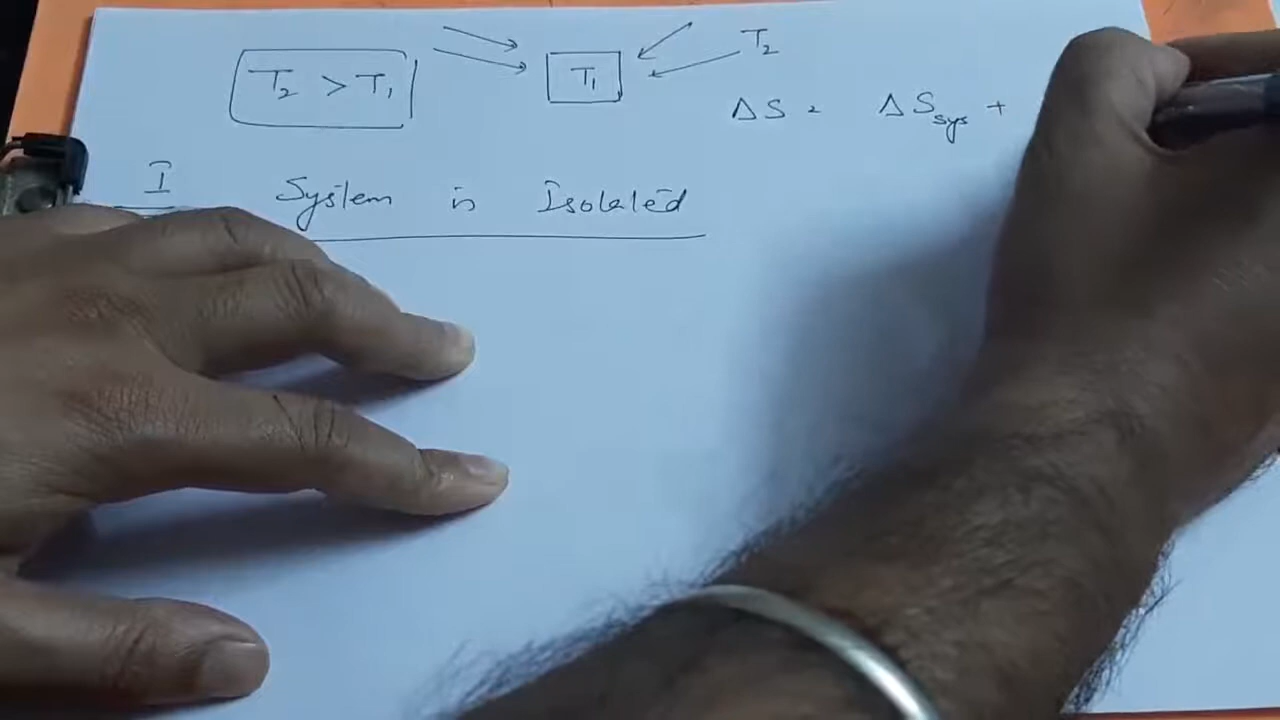 T₂ > T₁
T₁
T₂
ΔS = ΔS_sys +
I System is Isolated